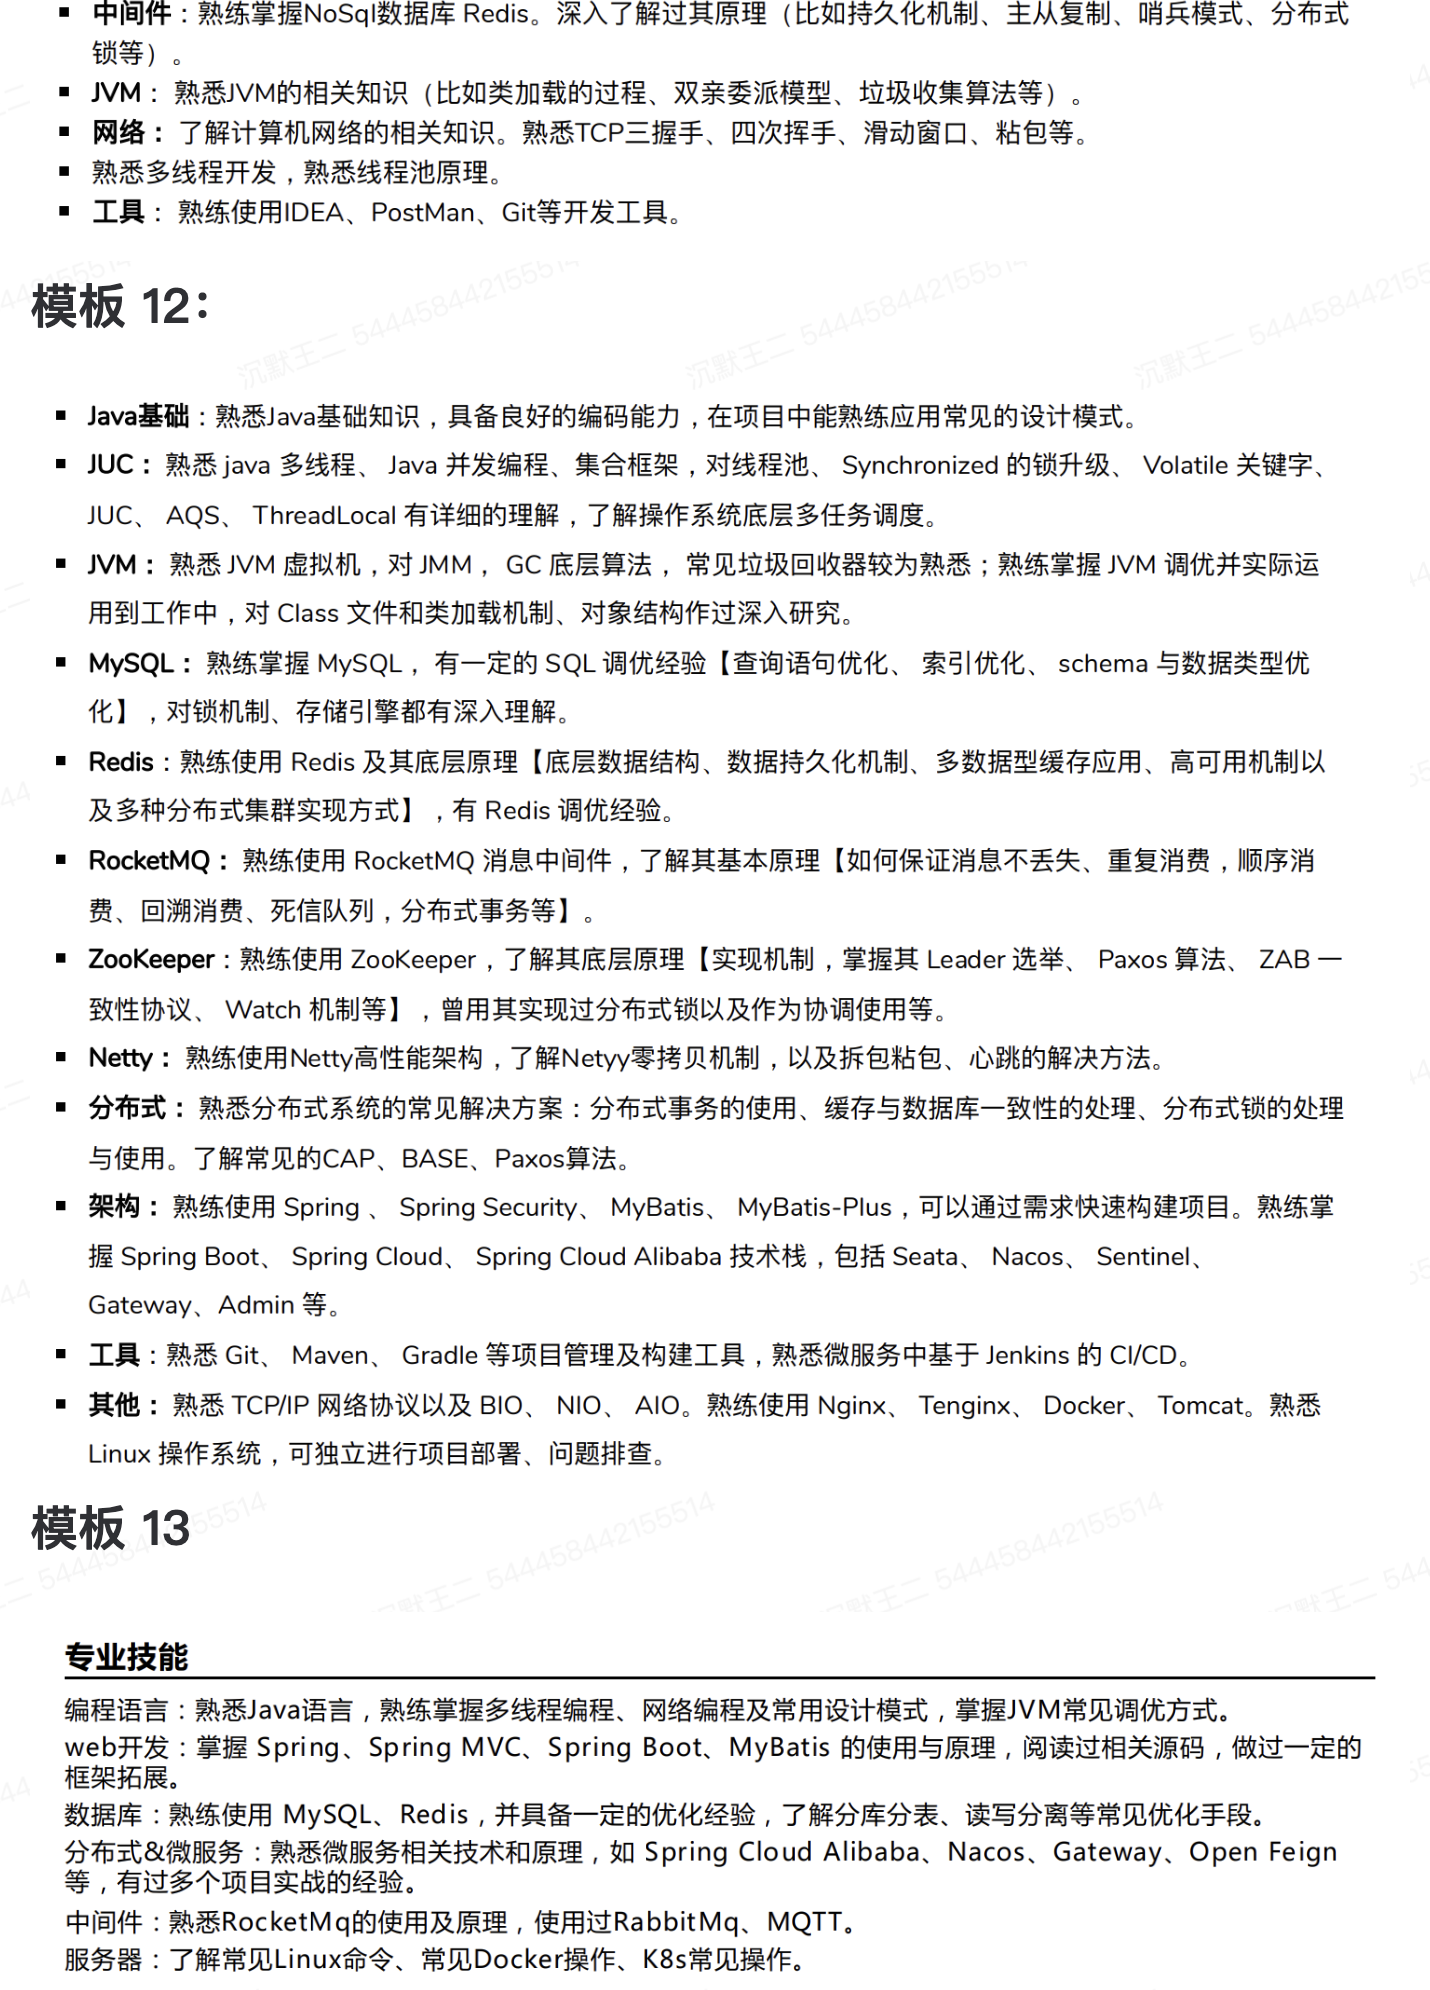 ▪ 中间件：熟练掌握NoSql数据库 Redis。深入了解过其原理（比如持久化机制、主从复制、哨兵模式、分布式
锁等）。
▪ JVM： 熟悉JVM的相关知识（比如类加载的过程、双亲委派模型、垃圾收集算法等）。
▪ 网络： 了解计算机网络的相关知识。熟悉TCP三握手、四次挥手、滑动窗口、粘包等。
▪ 熟悉多线程开发，熟悉线程池原理。
▪ 工具： 熟练使用IDEA、PostMan、Git等开发工具。
模板 12：
▪ Java基础：熟悉Java基础知识，具备良好的编码能力，在项目中能熟练应用常见的设计模式。
▪ JUC： 熟悉 java 多线程、 Java 并发编程、集合框架，对线程池、 Synchronized 的锁升级、 Volatile 关键字、
JUC、 AQS、 ThreadLocal 有详细的理解，了解操作系统底层多任务调度。
▪ JVM： 熟悉 JVM 虚拟机，对 JMM， GC 底层算法， 常见垃圾回收器较为熟悉；熟练掌握 JVM 调优并实际运
用到工作中，对 Class 文件和类加载机制、对象结构作过深入研究。
▪ MySQL： 熟练掌握 MySQL， 有一定的 SQL 调优经验【查询语句优化、 索引优化、 schema 与数据类型优
化】，对锁机制、存储引擎都有深入理解。
▪ Redis：熟练使用 Redis 及其底层原理【底层数据结构、数据持久化机制、多数据型缓存应用、高可用机制以
及多种分布式集群实现方式】，有 Redis 调优经验。
▪ RocketMQ： 熟练使用 RocketMQ 消息中间件，了解其基本原理【如何保证消息不丢失、重复消费，顺序消
费、回溯消费、死信队列，分布式事务等】。
▪ ZooKeeper：熟练使用 ZooKeeper，了解其底层原理【实现机制，掌握其 Leader 选举、 Paxos 算法、 ZAB 一
致性协议、 Watch 机制等】，曾用其实现过分布式锁以及作为协调使用等。
▪ Netty： 熟练使用Netty高性能架构，了解Netyy零拷贝机制，以及拆包粘包、心跳的解决方法。
▪ 分布式： 熟悉分布式系统的常见解决方案：分布式事务的使用、缓存与数据库一致性的处理、分布式锁的处理
与使用。了解常见的CAP、BASE、Paxos算法。
▪ 架构： 熟练使用 Spring 、 Spring Security、 MyBatis、 MyBatis-Plus，可以通过需求快速构建项目。熟练掌
握 Spring Boot、 Spring Cloud、 Spring Cloud Alibaba 技术栈，包括 Seata、 Nacos、 Sentinel、
Gateway、Admin 等。
▪ 工具：熟悉 Git、 Maven、 Gradle 等项目管理及构建工具，熟悉微服务中基于 Jenkins 的 CI/CD。
▪ 其他： 熟悉 TCP/IP 网络协议以及 BIO、 NIO、 AIO。熟练使用 Nginx、 Tenginx、 Docker、 Tomcat。熟悉
Linux 操作系统，可独立进行项目部署、问题排查。
模板 13
专业技能
编程语言：熟悉Java语言，熟练掌握多线程编程、网络编程及常用设计模式，掌握JVM常见调优方式。
web开发：掌握 Spring、Spring MVC、Spring Boot、MyBatis 的使用与原理，阅读过相关源码，做过一定的
框架拓展。
数据库：熟练使用 MySQL、Redis，并具备一定的优化经验，了解分库分表、读写分离等常见优化手段。
分布式&微服务：熟悉微服务相关技术和原理，如 Spring Cloud Alibaba、Nacos、Gateway、Open Feign
等，有过多个项目实战的经验。
中间件：熟悉RocketMq的使用及原理，使用过RabbitMq、MQTT。
服务器：了解常见Linux命令、常见Docker操作、K8s常见操作。
沉默王二 544458442155514
沉默王二 544458442155514
沉默王二 544458442155